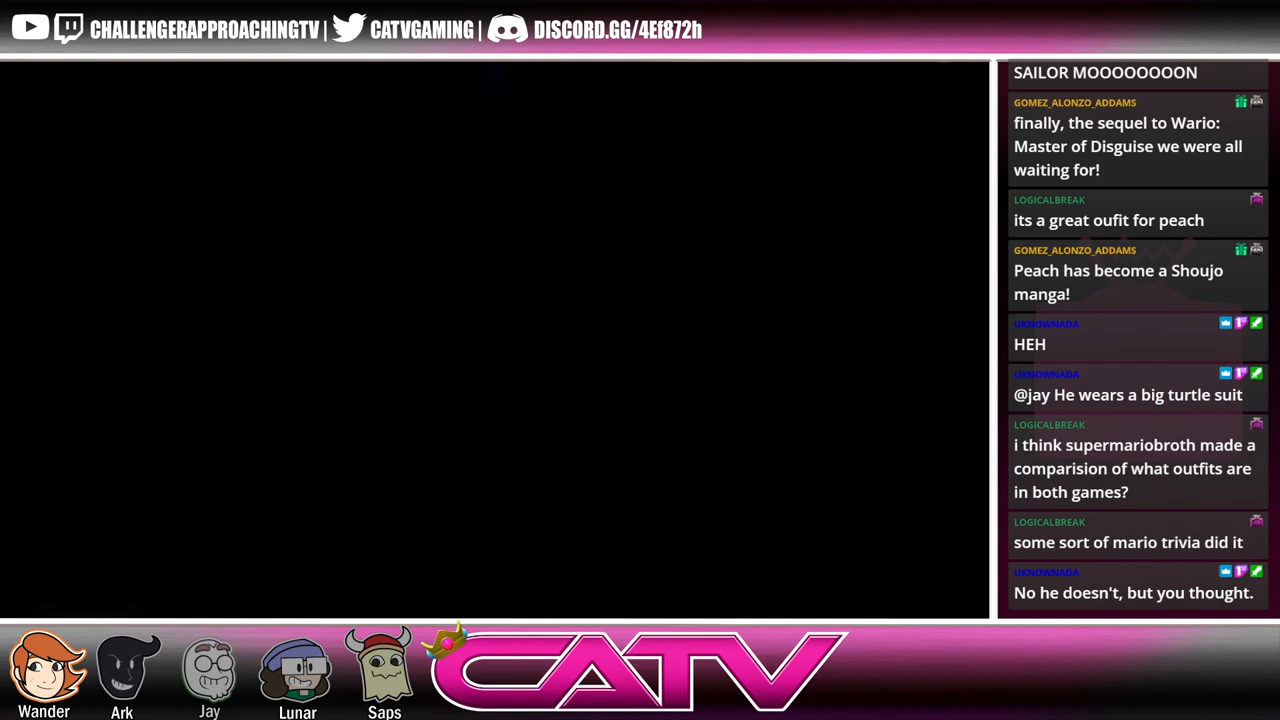 CHALLENGERAPPROACHINGTV | CATVGAMING | DISCORD.GG/4EF872h
SAILOR MOOOOOOOON
GOMEZ_ALONZO_ADDAMS
finally, the sequel to Wario:
Master of Disguise we were all
waiting for!
LOGICALBREAK
its a great oufit for peach
GOMEZ_ALONZO_ADDAMS
Peach has become a Shoujo
manga!
UKNOWNADA
HEH
UKNOWNADA
@jay He wears a big turtle suit
LOGICALBREAK
i think supermariobroth made a
comparision of what outfits are
in both games?
LOGICALBREAK
some sort of mario trivia did it
UKNOWNADA
No he doesn't, but you thought.
CATV
Wander Ark Jay Lunar Saps